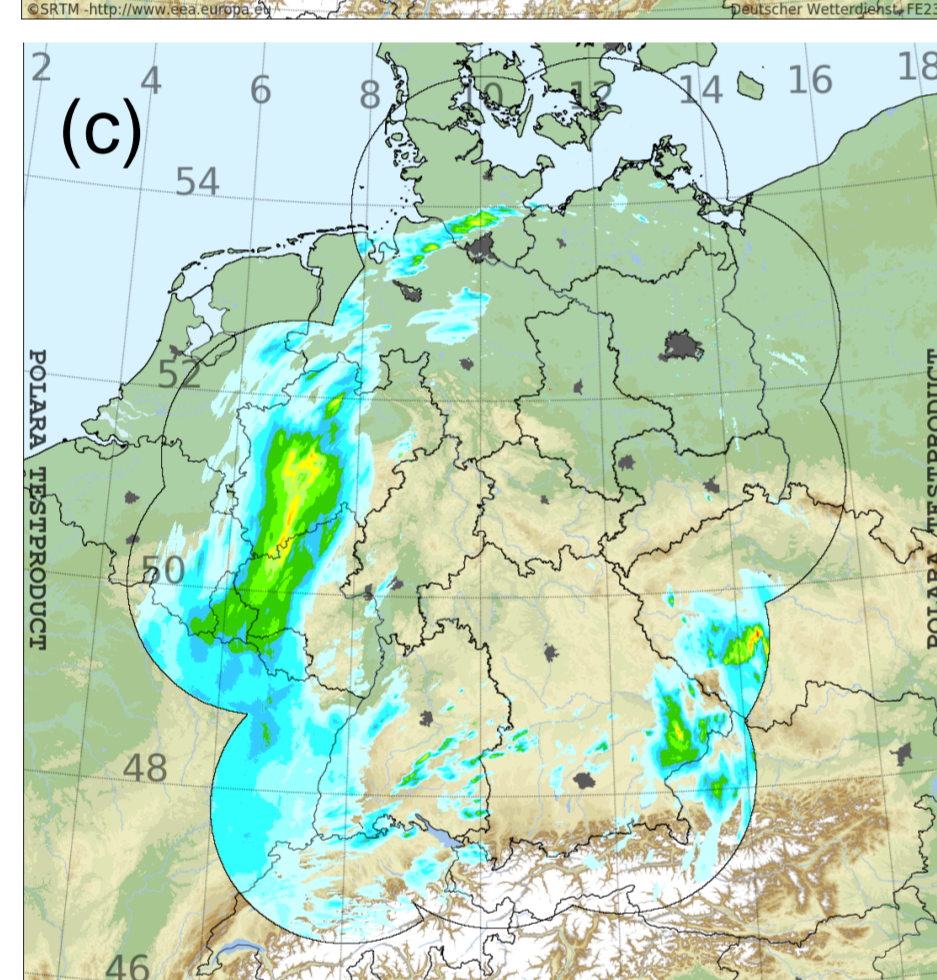 ©SRTM -http://www.eea.europa.eu
Deutscher Wetterdienst, FE23
2 4 6 8 10 12 14 16 18
(c)
54
52
50
48
46
POLARA TESTPRODUCT
POLARA TESTPRODUCT